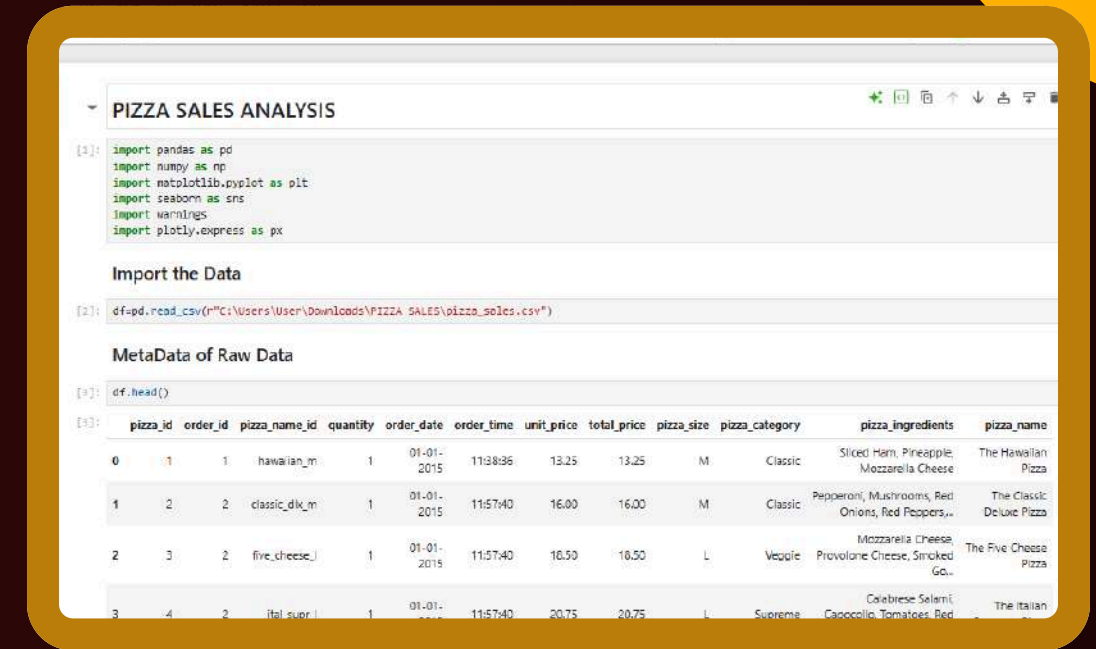 PIZZA SALES ANALYSIS
[1]: import pandas as pd
import numpy as np
import matplotlib.pyplot as plt
import seaborn as sns
import warnings
import plotly.express as px
Import the Data
[2]: df=pd.read_csv(r"C:\Users\User\Downloads\PIZZA SALES\pizza_sales.csv")
MetaData of Raw Data
[3]: df.head()
[3]: pizza_id order_id pizza_name_id quantity order_date order_time unit_price total_price pizza_size pizza_category pizza_ingredients pizza_name
0 1 1 hawaiian_m 1 01-01-2015 11:38:36 13.25 13.25 M Classic Sliced Ham, Pineapple, Mozzarella Cheese The Hawaiian Pizza
1 2 2 classic_dlx_m 1 01-01-2015 11:57:40 16.00 16.00 M Classic Pepperoni, Mushrooms, Red Onions, Red Peppers,... The Classic Deluxe Pizza
2 3 2 five_cheese_l 1 01-01-2015 11:57:40 18.50 18.50 L Veggie Mozzarella Cheese, Provolone Cheese, Smoked Go... The Five Cheese Pizza
3 4 2 ital_supr_l 1 01-01- 11:57:40 20.75 20.75 L Supreme Calabrese Salami, Capocollo, Tomatoes, Red The Italian